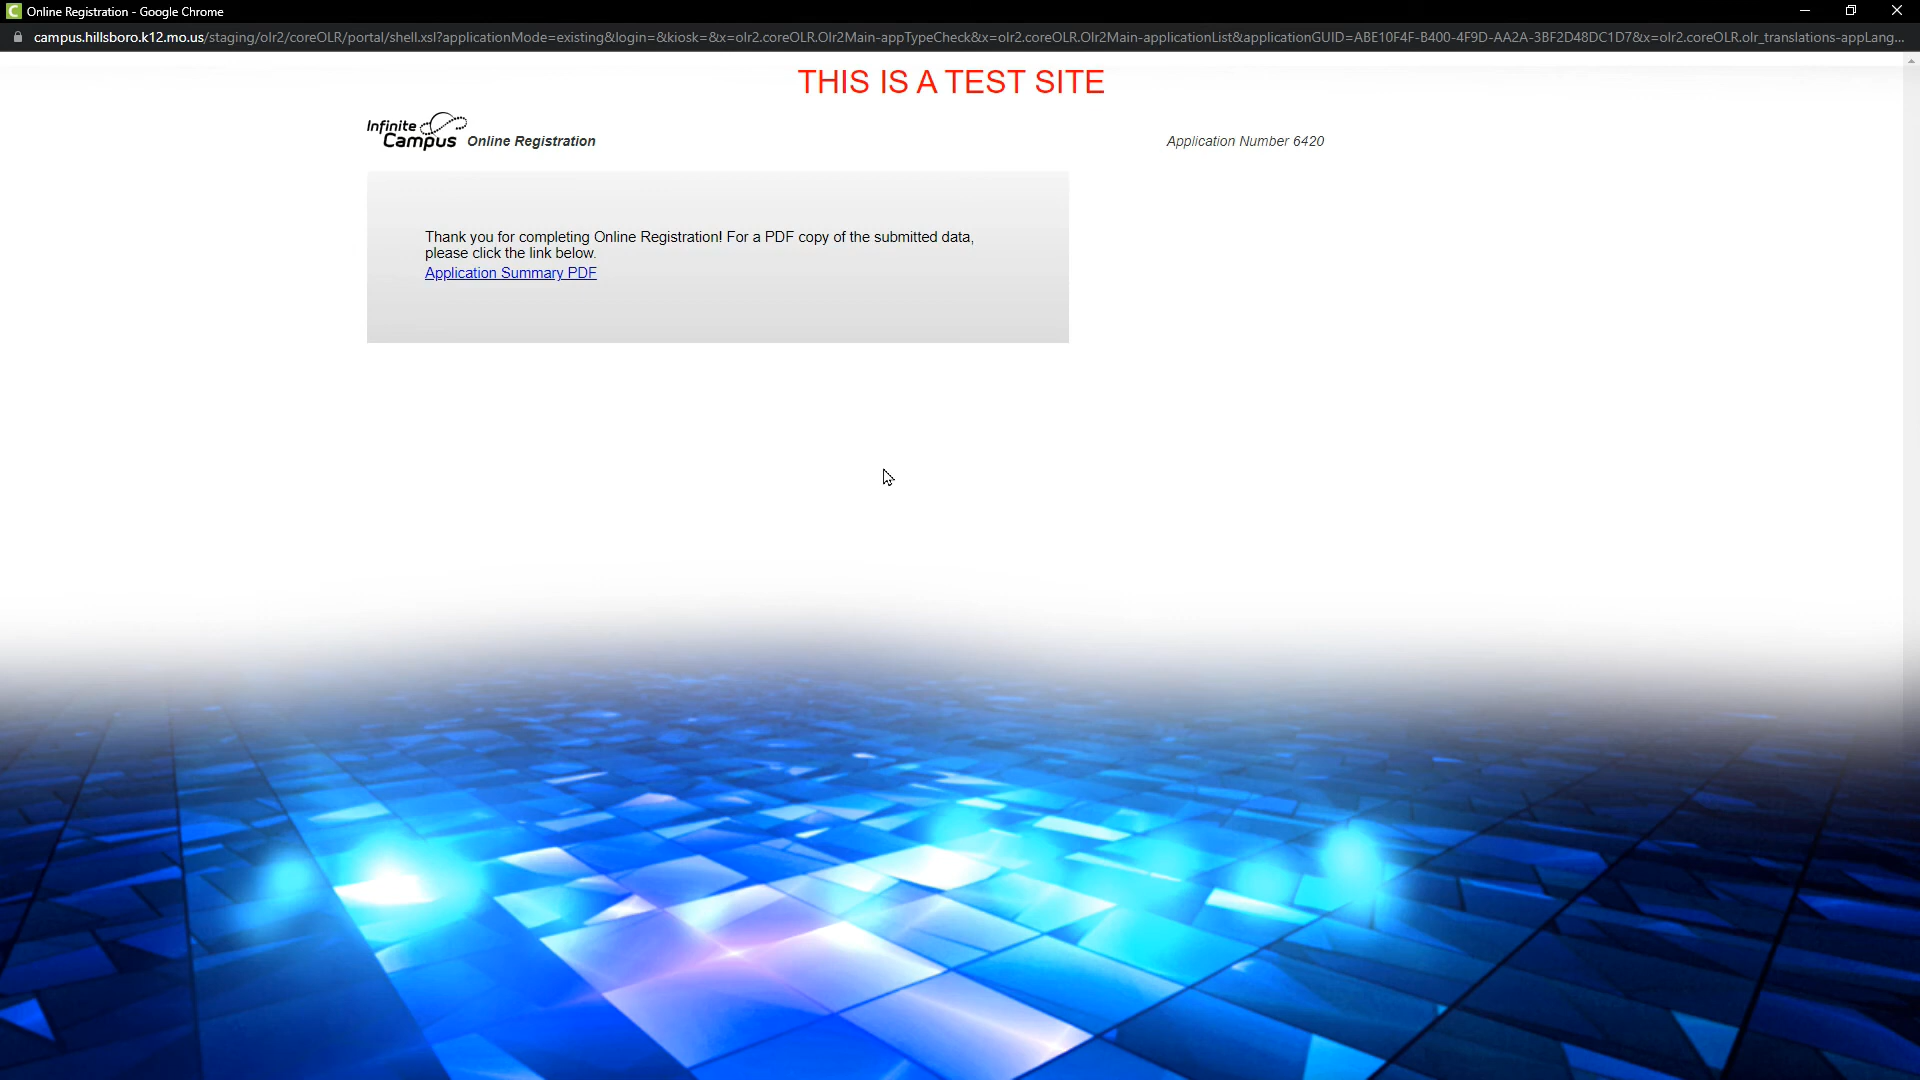 Online Registration - Google Chrome
campus.hillsboro.k12.mo.us/staging/olr2/coreOLR/portal/shell.xsl?applicationMode=existing&login=&kiosk=&x=olr2.coreOLR.Olr2Main-appTypeCheck&x=olr2.coreOLR.Olr2Main-applicationList&applicationGUID=ABE10F4F-B400-4F9D-AA2A-3BF2D48DC1D7&x=olr2.coreOLR.olr_translations-appLang...
THIS IS A TEST SITE
Infinite
Campus Online Registration
Application Number 6420
Thank you for completing Online Registration! For a PDF copy of the submitted data,
please click the link below.
Application Summary PDF